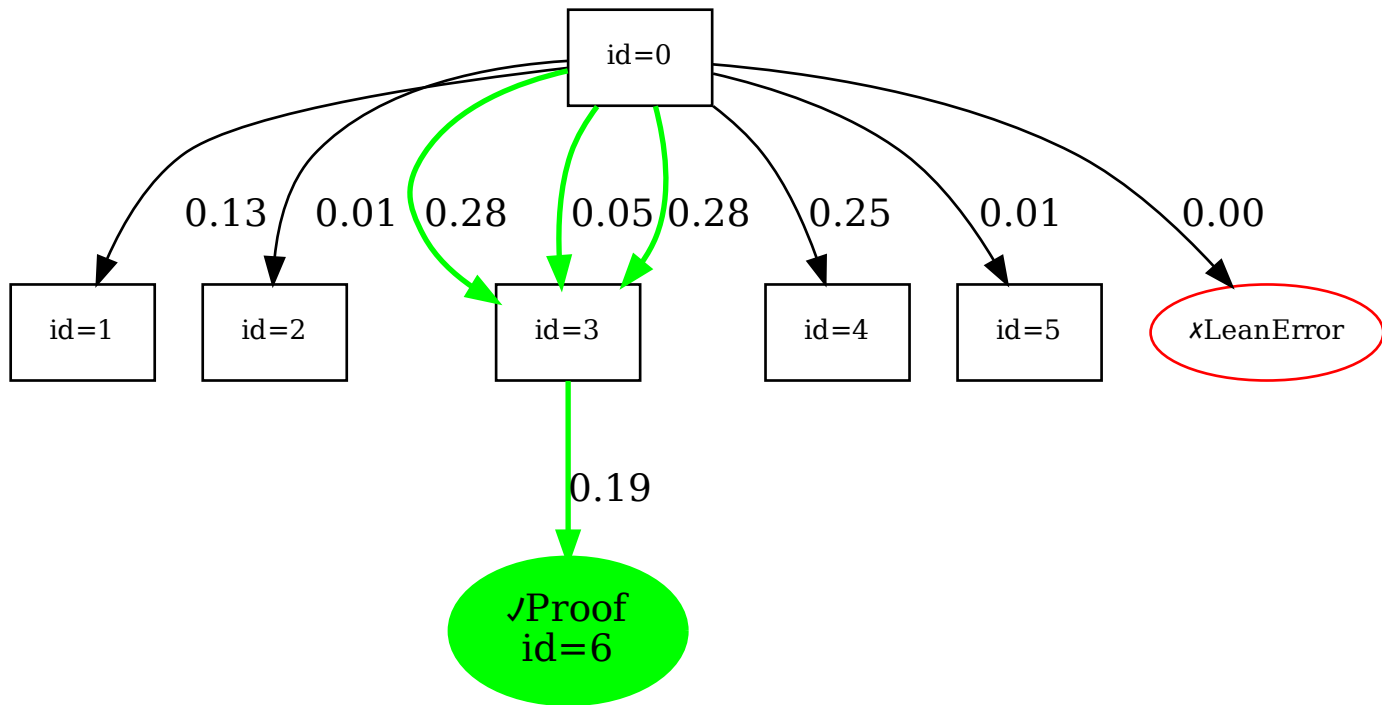 id=0
0.13
0.01
0.28
0.05
0.28
0.25
0.01
0.00
id=1
id=2
id=3
id=4
id=5
✗LeanError
0.19
✓Proof
id=6